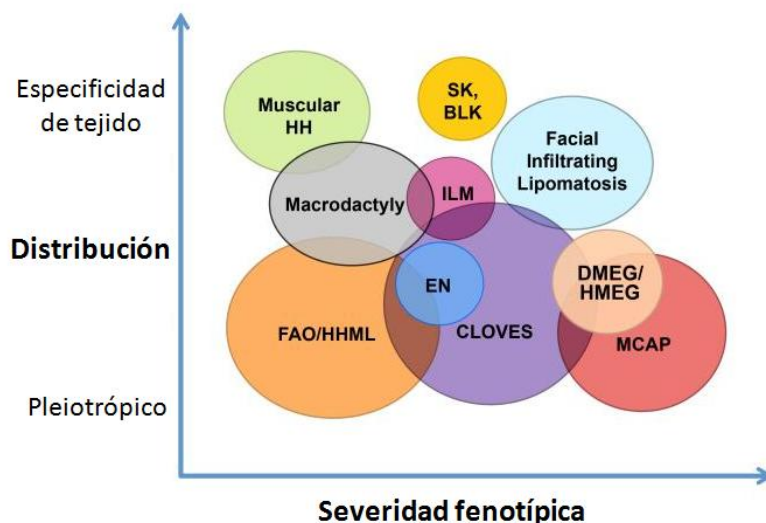 Especificidad
de tejido
Distribución
Pleiotrópico
Muscular
HH
SK,
BLK
Facial
Infiltrating
Lipomatosis
Macrodactyly
ILM
EN
DMEG/
HMEG
FAO/HHML
CLOVES
MCAP
Severidad fenotípica